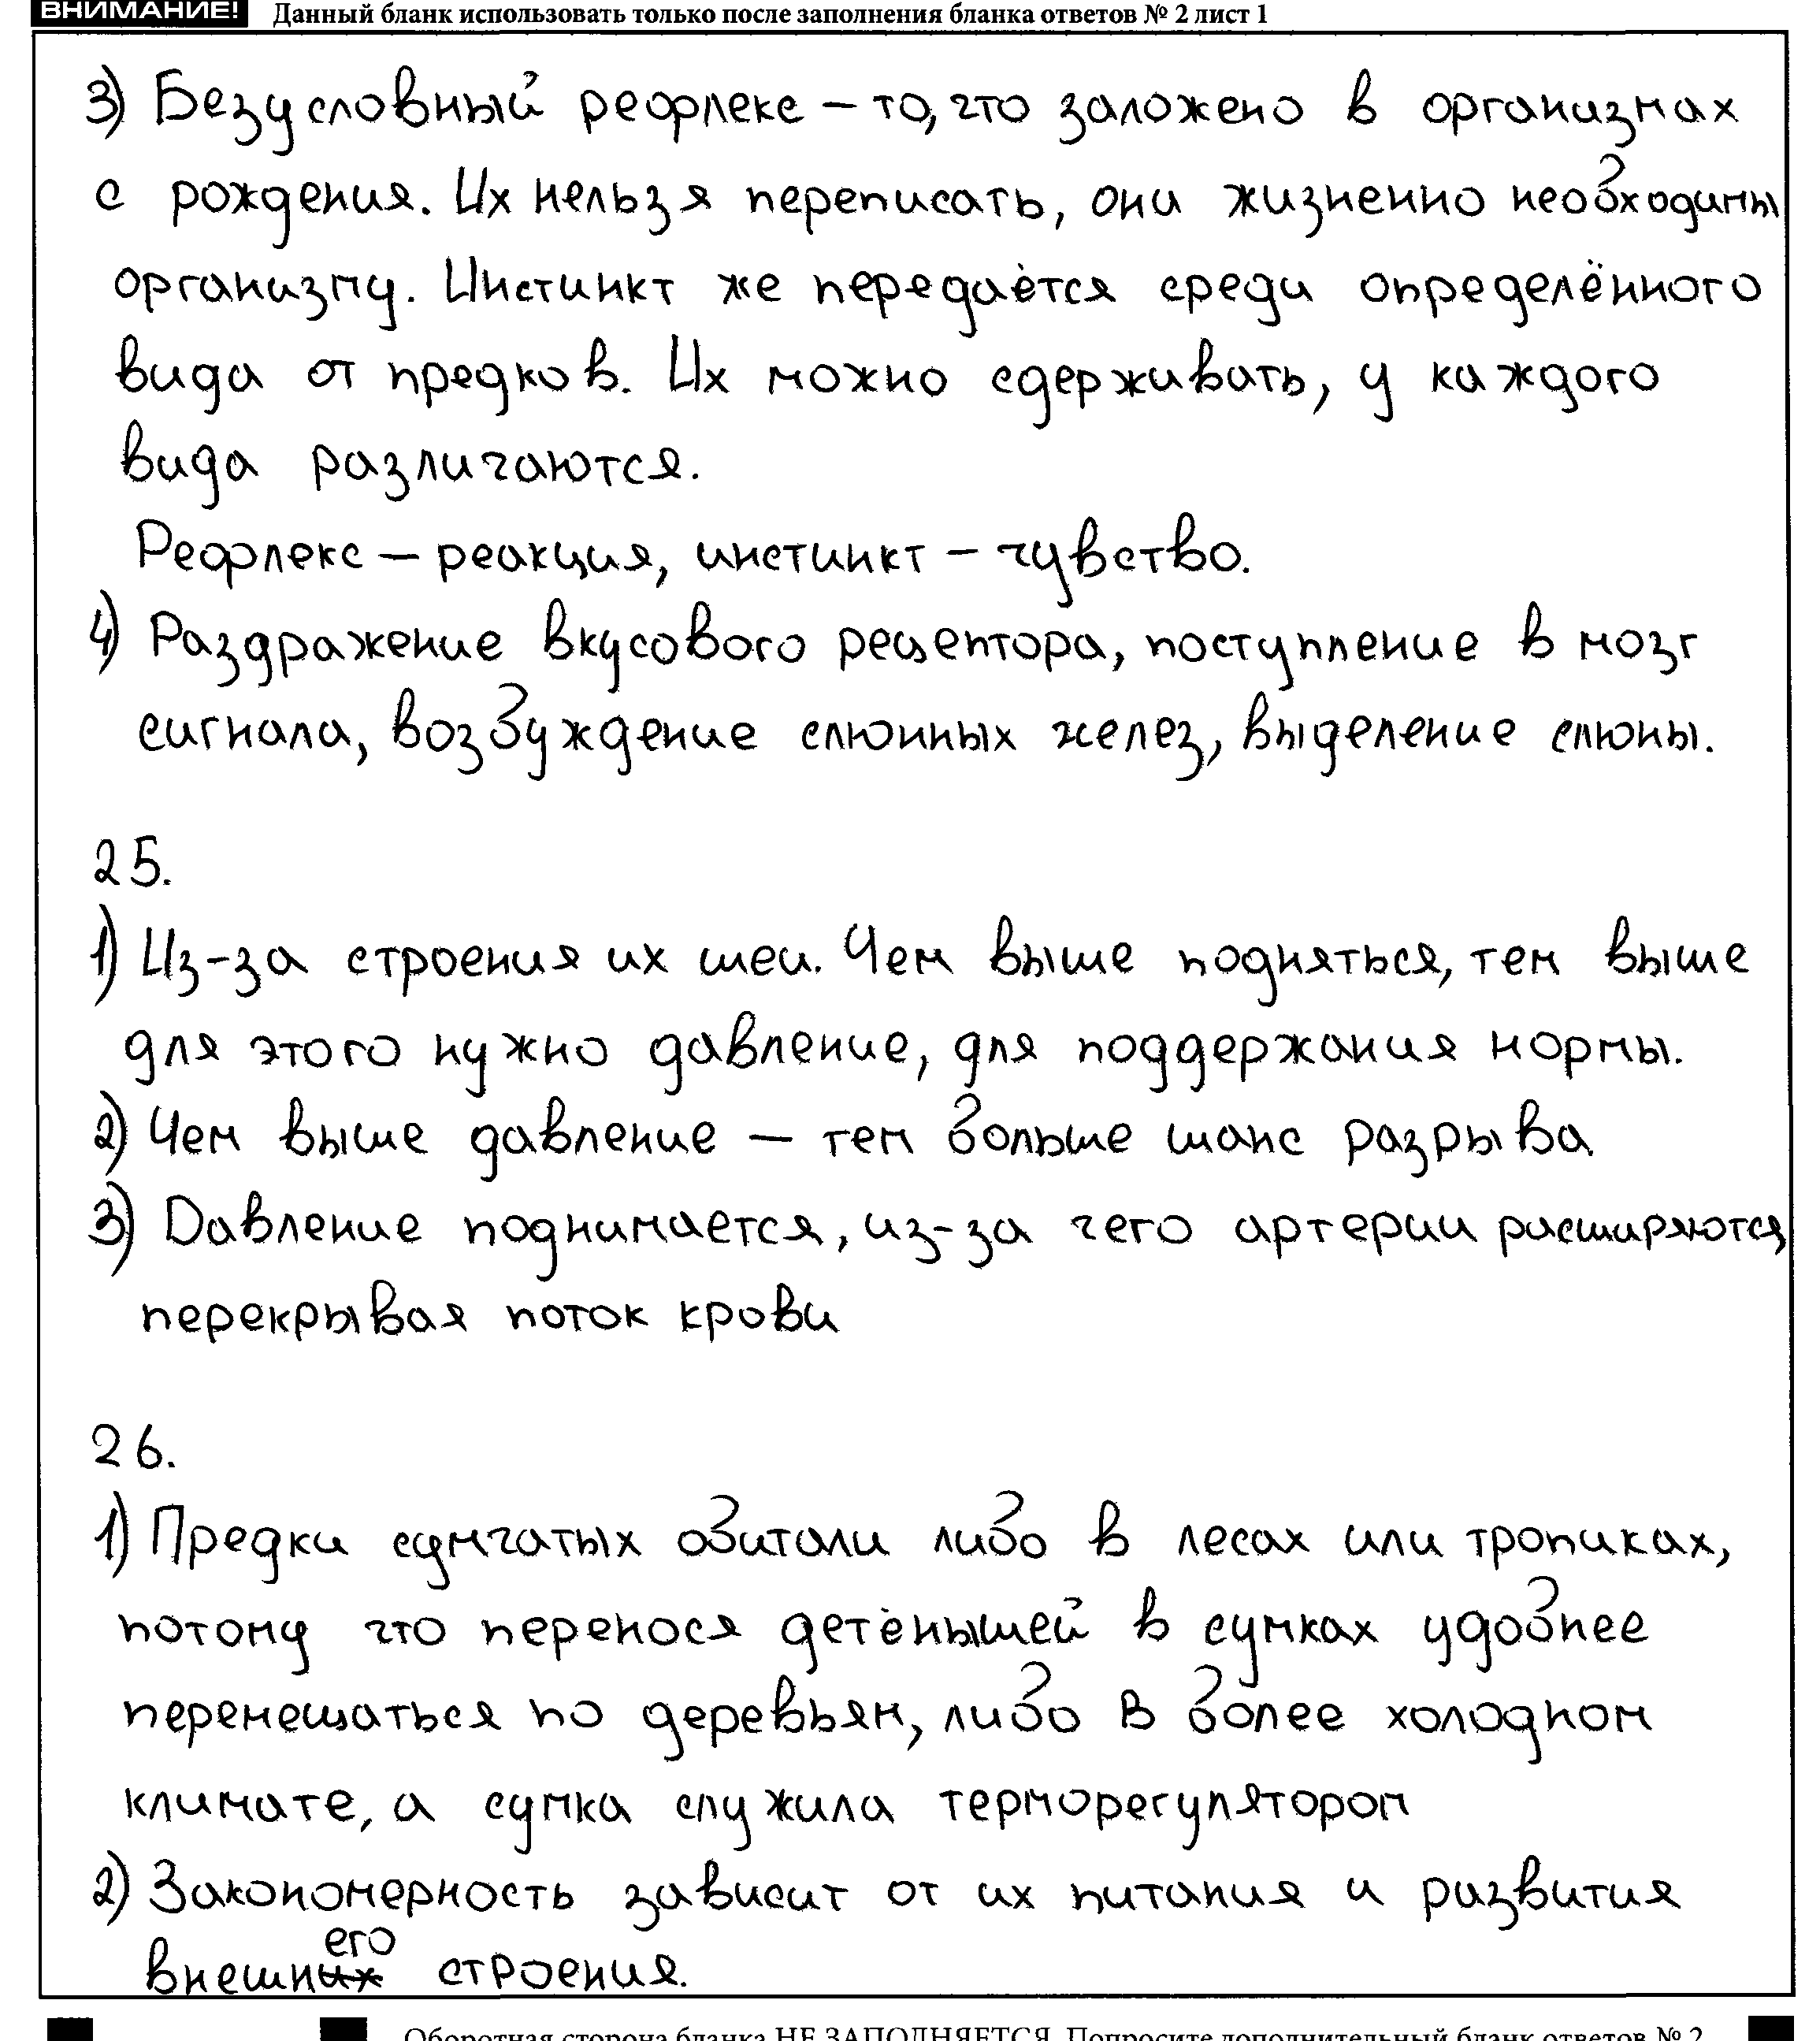 ВНИМАНИЕ! Данный бланк использовать только после заполнения бланка ответов № 2 лист 1
3) Безусловный рефлекс – то, что заложено в организмах
с рождения. Их нельзя переписать, они жизненно необходимы
организму. Инстинкт же передаётся среди определённого
вида от предков. Их можно сдерживать, у каждого
вида различаются.
Рефлекс – реакция, инстинкт – чувство.
4) Раздражение вкусового рецептора, поступление в мозг
сигнала, возбуждение слюнных желез, выделение слюны.
25.
1) Из-за строения их шеи. Чем выше подняться, тем выше
для этого нужно давление, для поддержания нормы.
2) Чем выше давление – тем больше шанс разрыва
3) Давление поднимается, из-за чего артерии расширяются,
перекрывая поток крови
26.
1) Предки сумчатых обитали либо в лесах или тропиках,
потому что перенося детёнышей в сумках удобнее
перемещаться по деревьям, либо в более холодном
климате, а сумка служила терморегулятором
2) Закономерность зависит от их питания и развития
внешнего строения.
Оборотная сторона бланка НЕ ЗАПОЛНЯЕТСЯ. Попросите дополнительный бланк ответов № 2